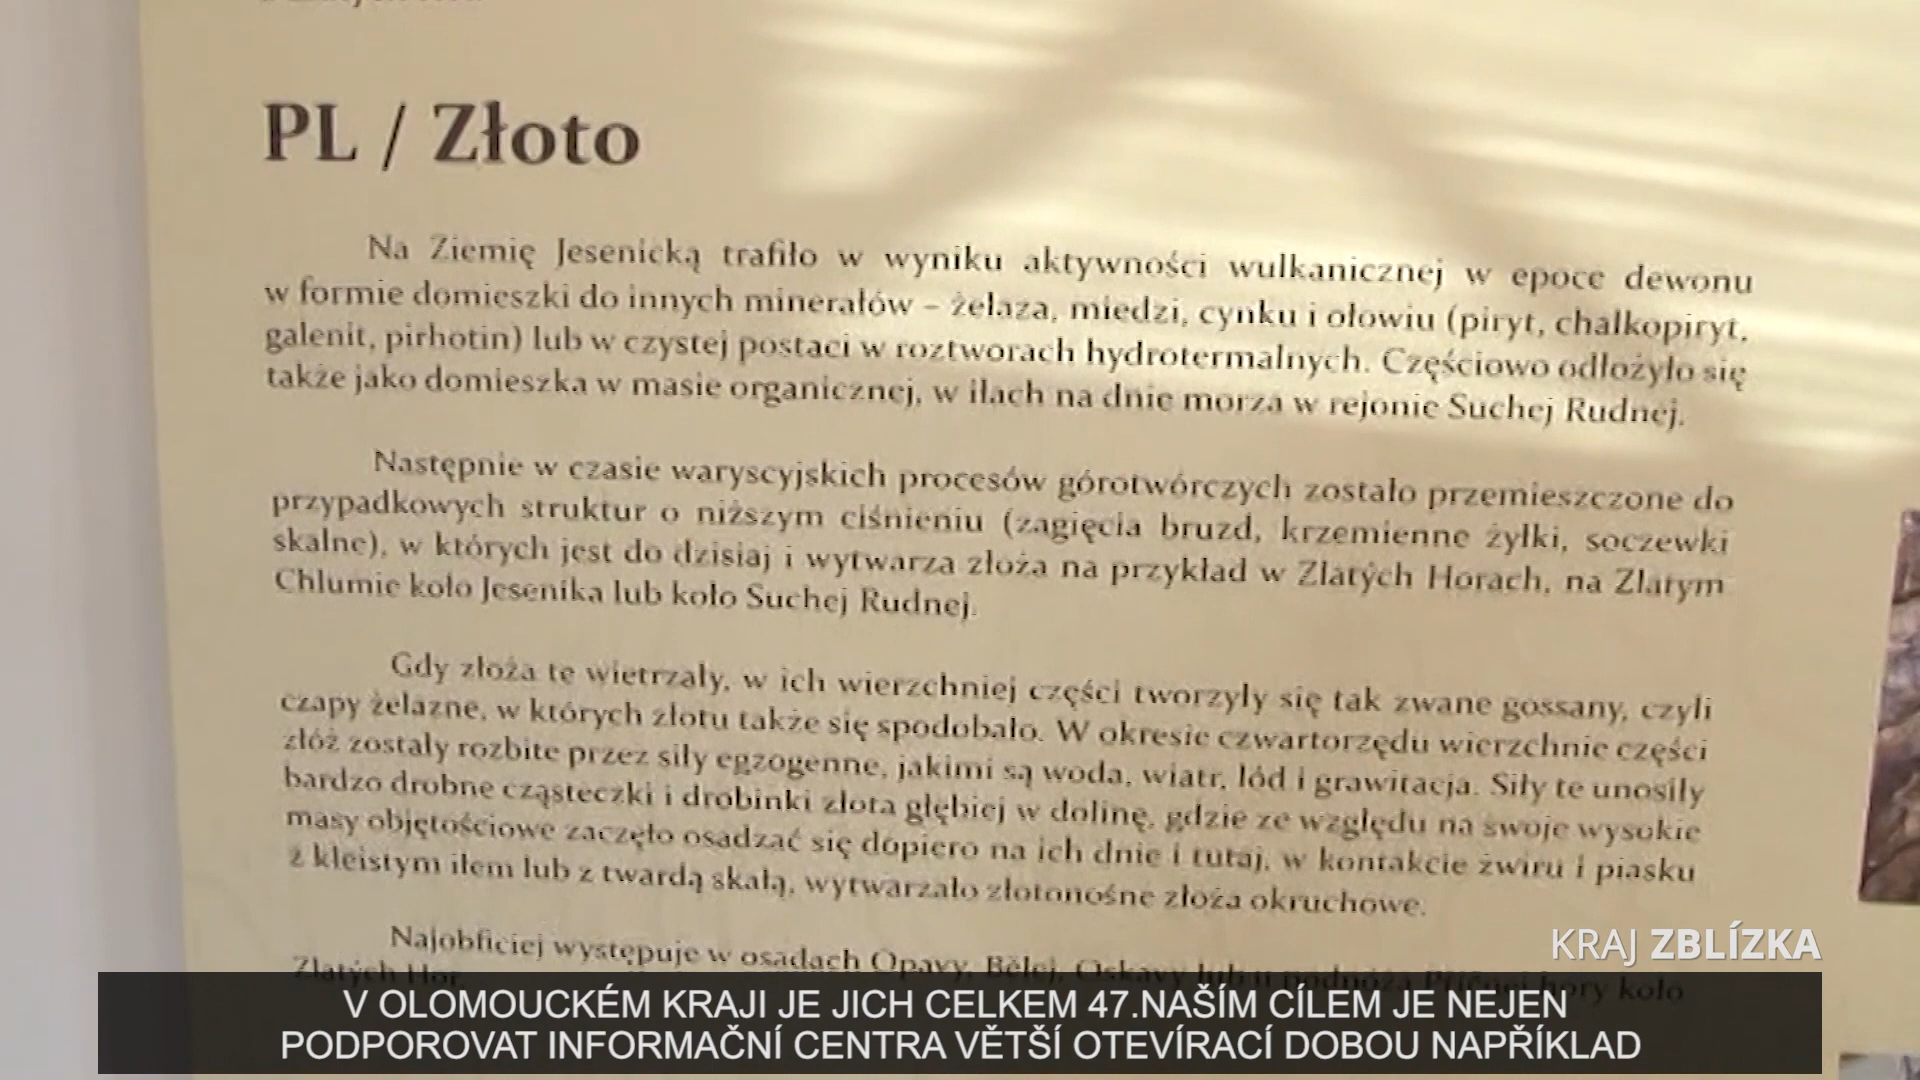 PL / Złoto
Na Ziemię Jesenicką trafiło w wyniku aktywności wulkanicznej w epoce dewonu
w formie domieszki do innych minerałów – żelaza, miedzi, cynku i ołowiu (piryt, chalkopiryt,
galenit, pirhotin) lub w czystej postaci w roztworach hydrotermalnych. Częściowo odłożyło się
także jako domieszka w masie organicznej, w iłach na dnie morza w rejonie Suchej Rudnej.
Następnie w czasie waryscyjskich procesów górotwórczych zostało przemieszczone do
przypadkowych struktur o niższym ciśnieniu (zagięcia bruzd, krzemienne żyłki, soczewki
skalne), w których jest do dzisiaj i wytwarza złoża na przykład w Zlatých Horach, na Zlatym
Chlumie koło Jesenika lub koło Suchej Rudnej.
Gdy złoża te wietrzały, w ich wierzchniej części tworzyły się tak zwane gossany, czyli
czapy żelazne, w których złotu także się spodobało. W okresie czwartorzędu wierzchnie części
złóż zostały rozbite przez siły egzogenne, jakimi są woda, wiatr, lód i grawitacja. Siły te unosiły
bardzo drobne cząsteczki i drobinki złota głębiej w dolinę, gdzie ze względu na swoje wysokie
masy objętościowe zaczęło osadzać się dopiero na ich dnie i tutaj, w kontakcie żwiru i piasku
z kleistym iłem lub z twardą skałą, wytwarzało złotonośne złoża okruchowe.
Najobficiej występuje w osadach Opavy, Bělej, Oskavy lub u podnóża Příčnej hory koło
Zlatých Hor.
KRAJ ZBLÍZKA
V OLOMOUCKÉM KRAJI JE JICH CELKEM 47.NAŠÍM CÍLEM JE NEJEN
PODPOROVAT INFORMAČNÍ CENTRA VĚTŠÍ OTEVÍRACÍ DOBOU NAPŘÍKLAD